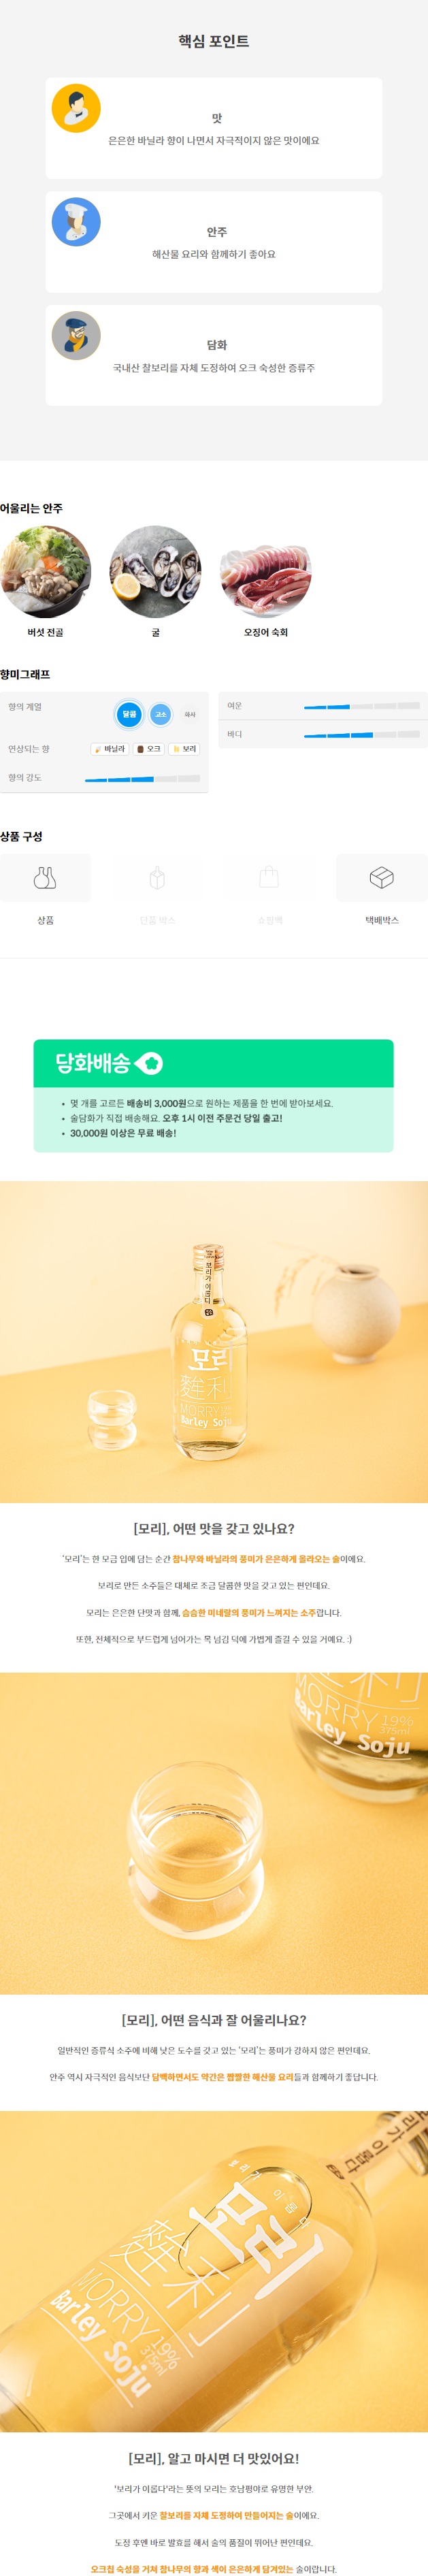 핵심 포인트
맛
은은한 바닐라 향이 나면서 자극적이지 않은 맛이에요
안주
해산물 요리와 함께하기 좋아요
담화
국내산 찰보리를 자체 도정하여 오크 숙성한 증류주
어울리는 안주
버섯 전골
굴
오징어 숙회
향미그래프
향의 계열
달콤
고소
화사
연상되는 향
바닐라
오크
보리
향의 강도
여운
바디
상품 구성
상품
단품 박스
쇼핑백
택배박스
담화배송
• 몇 개를 고르든 배송비 3,000원으로 원하는 제품을 한 번에 받아보세요.
• 술담화가 직접 배송해요. 오후 1시 이전 주문건 당일 출고!
• 30,000원 이상은 무료 배송!
보리가 이롭다
모리
麰利
MORRY
Barley Soju
[모리], 어떤 맛을 갖고 있나요?
'모리'는 한 모금 입에 담는 순간 참나무와 바닐라의 풍미가 은은하게 올라오는 술이에요.
보리로 만든 소주들은 대체로 조금 달콤한 맛을 갖고 있는 편인데요.
모리는 은은한 단맛과 함께, 습습한 미네랄의 풍미가 느껴지는 소주랍니다.
또한, 전체적으로 부드럽게 넘어가는 목 넘김 덕에 가볍게 즐길 수 있을 거예요. :)
MORRY 19%
375ml
Barley Soju
[모리], 어떤 음식과 잘 어울리나요?
일반적인 증류식 소주에 비해 낮은 도수를 갖고 있는 '모리'는 풍미가 강하지 않은 편인데요.
안주 역시 자극적인 음식보단 담백하면서도 약간은 짭짤한 해산물 요리들과 함께하기 좋답니다.
보리가 이롭다
모리
麰利
MORRY 19%
375ml
Barley Soju
[모리], 알고 마시면 더 맛있어요!
'보리가 이롭다'라는 뜻의 모리는 호남평야로 유명한 부안,
그곳에서 키운 찰보리를 자체 도정하여 만들어지는 술이에요.
도정 후엔 바로 발효를 해서 술의 품질이 뛰어난 편인데요.
오크칩 숙성을 거쳐 참나무의 향과 색이 은은하게 담겨있는 술이랍니다.